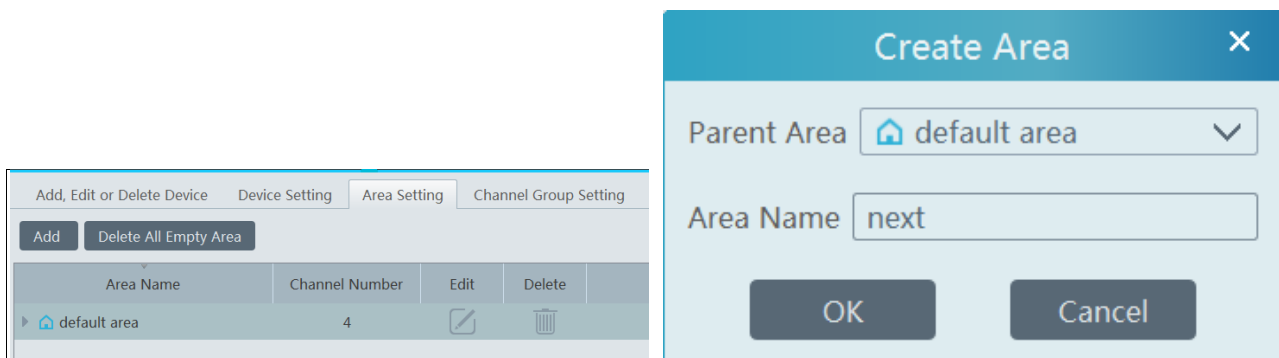 Add, Edit or Delete Device Device Setting Area Setting Channel Group Setting
Add Delete All Empty Area
Area Name Channel Number Edit Delete
default area 4
Create Area
Parent Area default area
Area Name next
OK Cancel